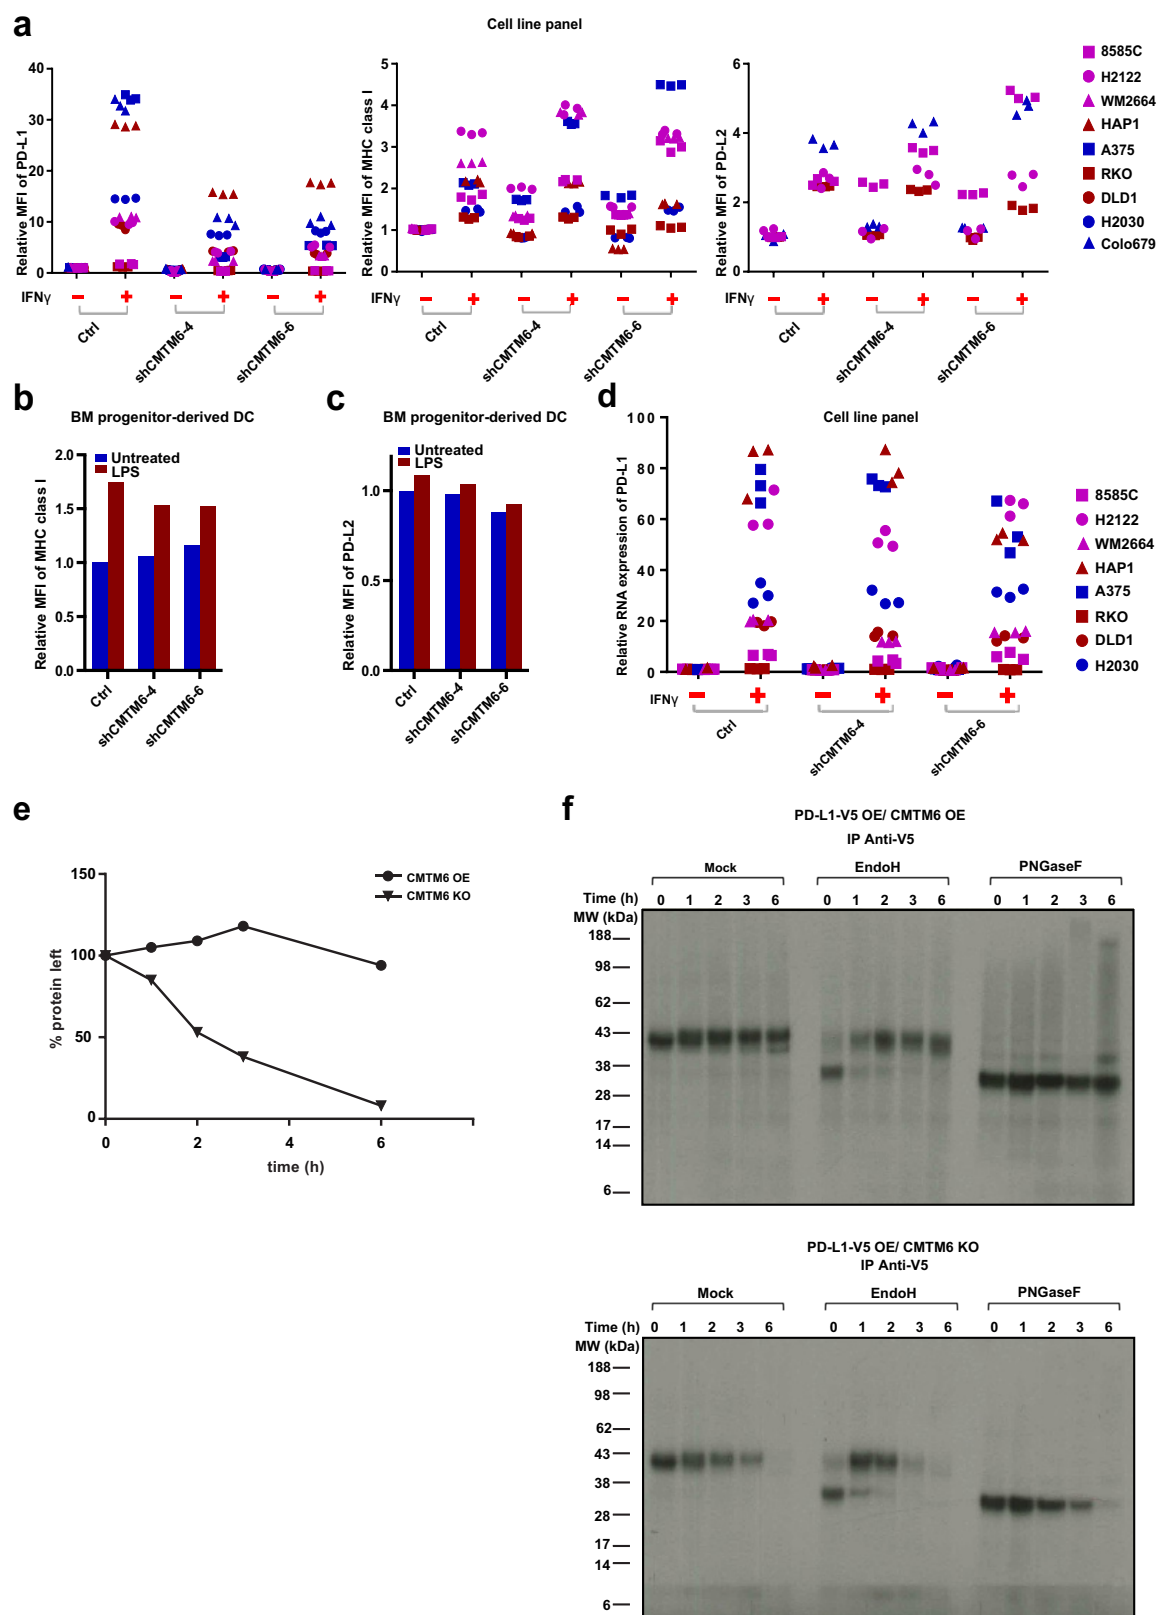 a
Cell line panel
Relative MFI of PD-L1
40
30
20
10
0
IFNγ
Ctrl
shCMTM6-4
shCMTM6-6
Relative MFI of MHC class I
5
4
3
2
1
0
IFNγ
Ctrl
shCMTM6-4
shCMTM6-6
Relative MFI of PD-L2
6
4
2
0
Ctrl
shCMTM6-4
shCMTM6-6
8585C
H2122
WM2664
HAP1
A375
RKO
DLD1
H2030
Colo679
b
BM progenitor-derived DC
Untreated
LPS
Relative MFI of MHC class I
2.0
1.5
1.0
0.5
0.0
Ctrl
shCMTM6-4
shCMTM6-6
c
BM progenitor-derived DC
Untreated
LPS
Relative MFI of PD-L2
1.0
0.5
0.0
Ctrl
shCMTM6-4
shCMTM6-6
d
Cell line panel
Relative RNA expression of PD-L1
100
80
60
40
20
0
IFNγ
Ctrl
shCMTM6-4
shCMTM6-6
8585C
H2122
WM2664
HAP1
A375
RKO
DLD1
H2030
e
% protein left
150
100
50
0
0 2 4 6
time (h)
CMTM6 OE
CMTM6 KO
f
PD-L1-V5 OE/ CMTM6 OE
IP Anti-V5
Mock EndoH PNGaseF
Time (h) 0 1 2 3 6 0 1 2 3 6 0 1 2 3 6
MW (kDa)
188
98
62
43
38
28
17
14
6
PD-L1-V5 OE/ CMTM6 KO
IP Anti-V5
Mock EndoH PNGaseF
Time (h) 0 1 2 3 6 0 1 2 3 6 0 1 2 3 6
MW (kDa)
188
98
62
43
38
28
17
14
6